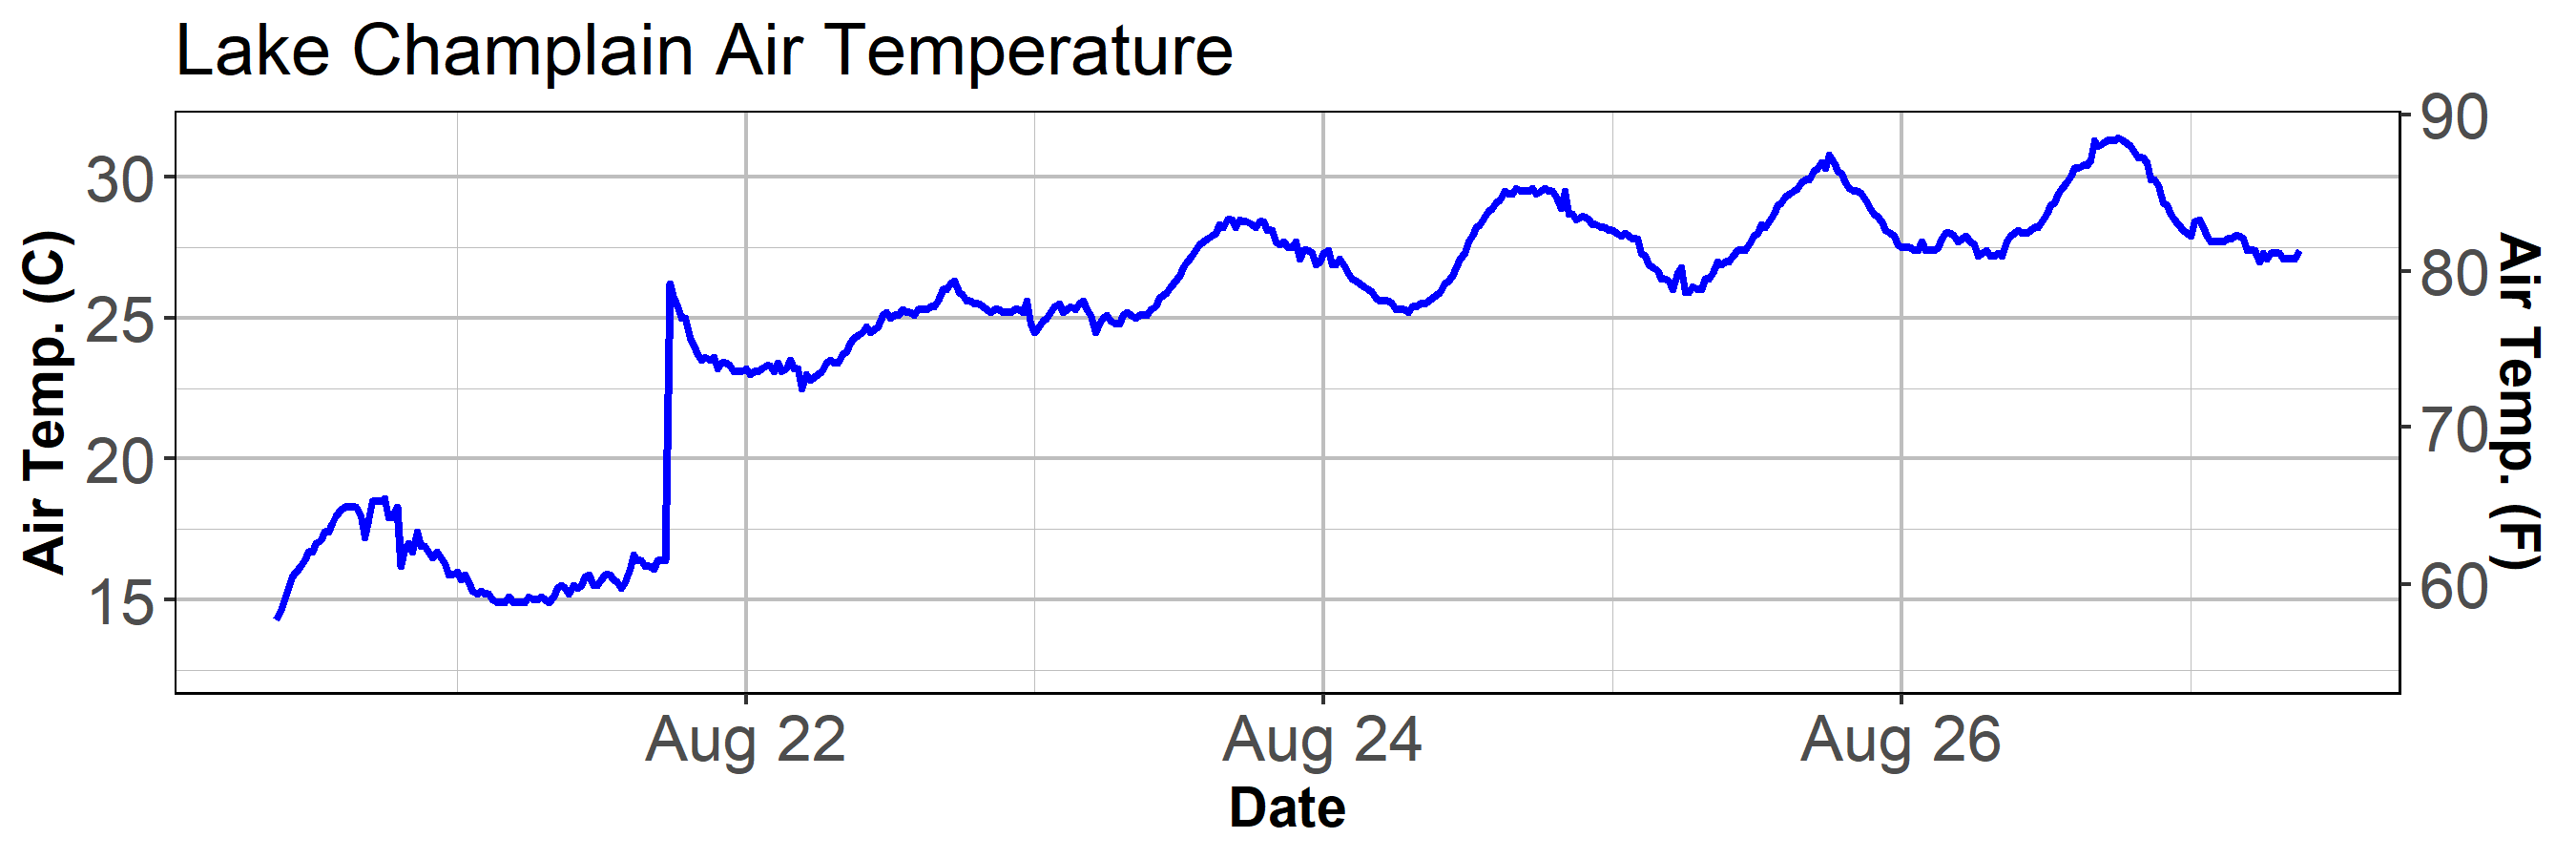 Lake Champlain Air Temperature
Air Temp. (C)
30
25
20
15
90
80
70
60
Air Temp. (F)
Aug 22
Aug 24
Aug 26
Date